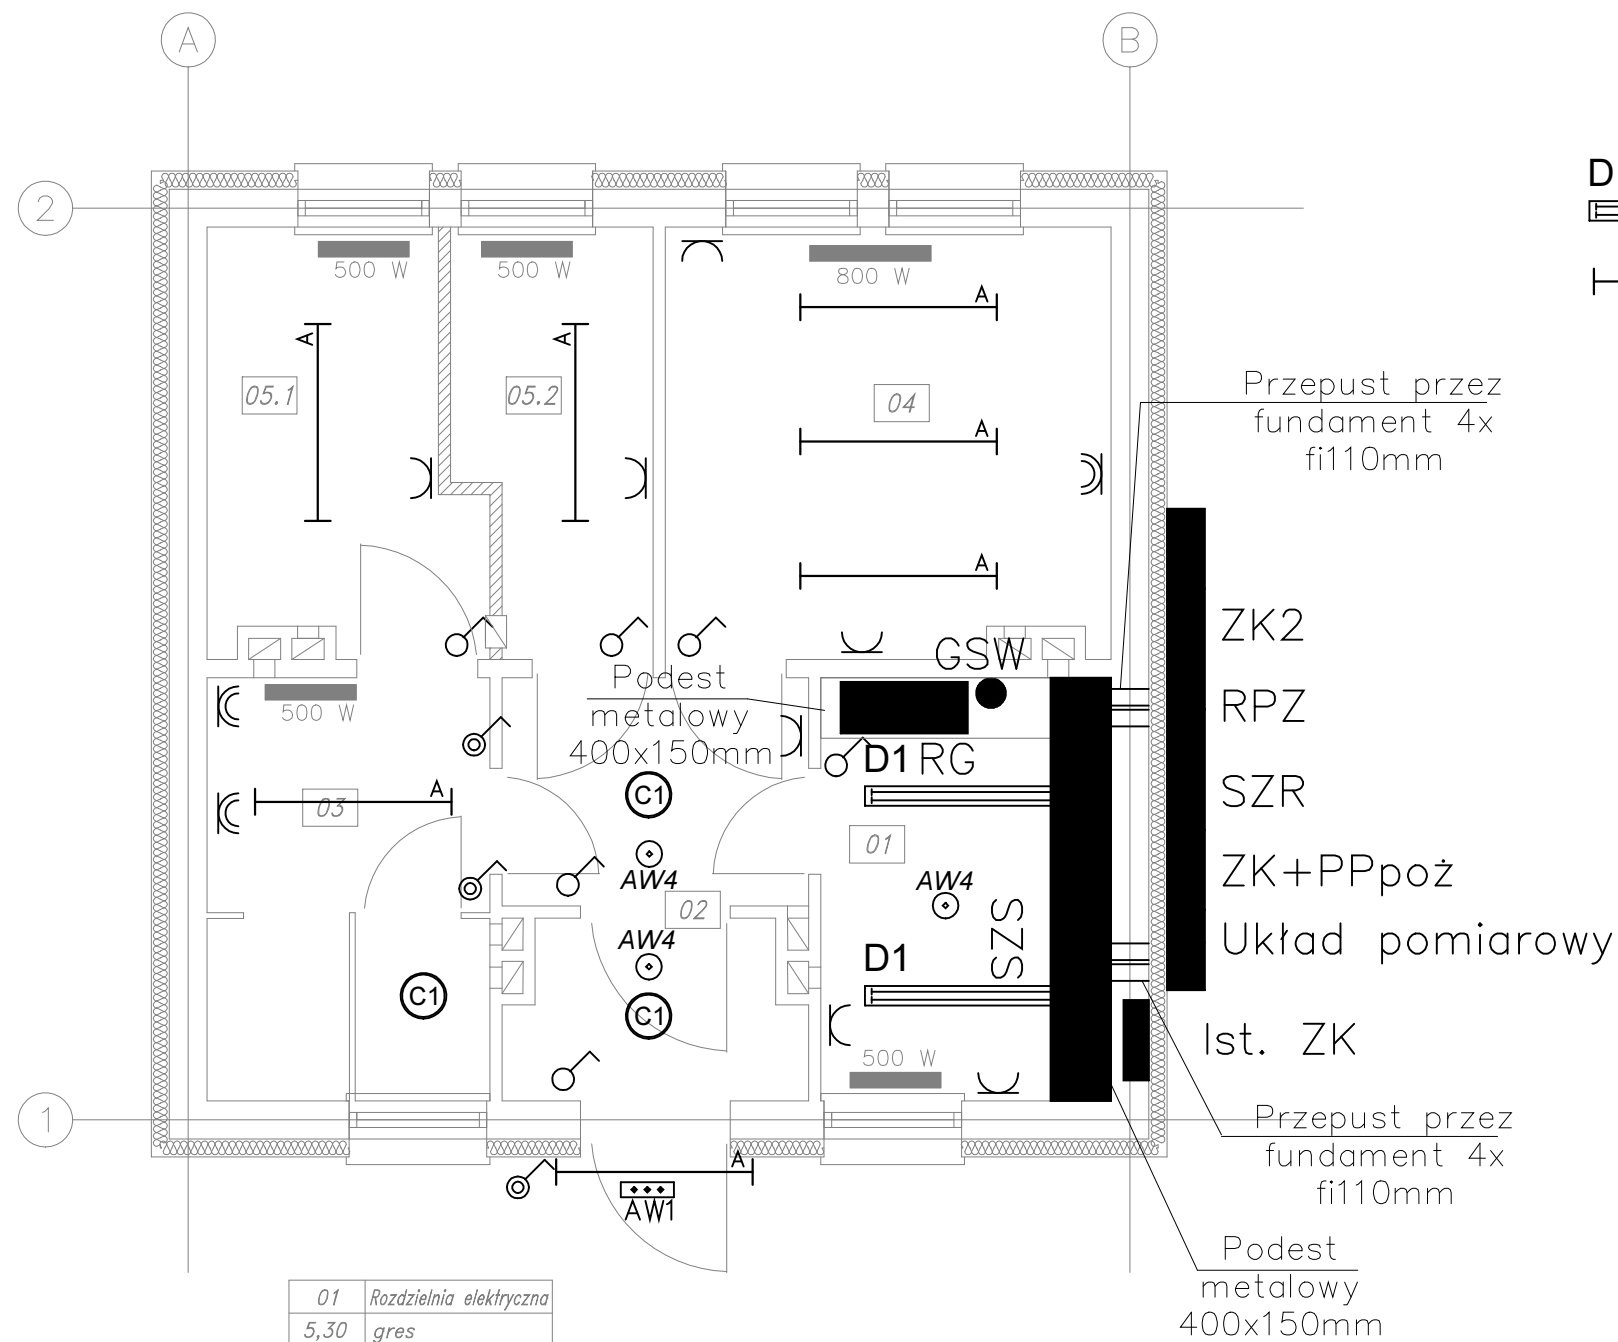 A
B
2
D
500 W
500 W
800 W
A
A
A
05.1
05.2
04
A
A
Przepust przez
fundament 4x
fi110mm
ZK2
RPZ
SZR
ZK+PPpoż
Układ pomiarowy
Ist. ZK
GSW
Podest
metalowy
400x150mm
500 W
D1 RG
C1
A
03
01
AW4
AW4
02
SZS
AW4
D1
C1
C1
500 W
1
Przepust przez
fundament 4x
fi110mm
A
AW1
Podest
metalowy
400x150mm
01 Rozdzielnia elektryczna
5,30 gres